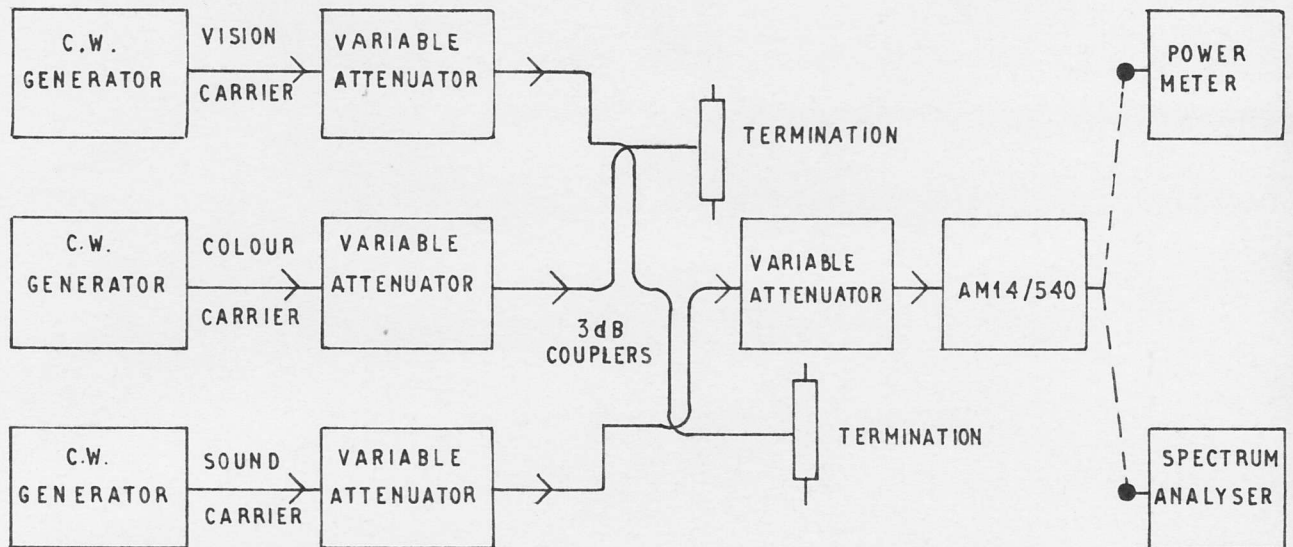 C.W.
GENERATOR
VISION
CARRIER
VARIABLE
ATTENUATOR
POWER
METER
TERMINATION
C.W.
GENERATOR
COLOUR
CARRIER
VARIABLE
ATTENUATOR
3dB
COUPLERS
VARIABLE
ATTENUATOR
AM14/540
C.W.
GENERATOR
SOUND
CARRIER
VARIABLE
ATTENUATOR
TERMINATION
SPECTRUM
ANALYSER